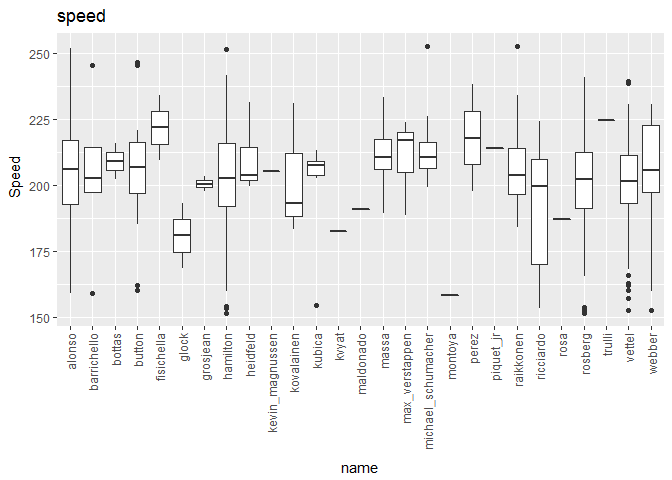 speed
Speed
250
225
200
175
150
alonso
barrichello
bottas
button
fisichella
glock
grosjean
hamilton
heidfeld
kevin_magnussen
kovalainen
kubica
kvyat
maldonado
massa
max_verstappen
michael_schumacher
montoya
perez
piquet_jr
raikkonen
ricciardo
rosa
rosberg
trulli
vettel
webber
name